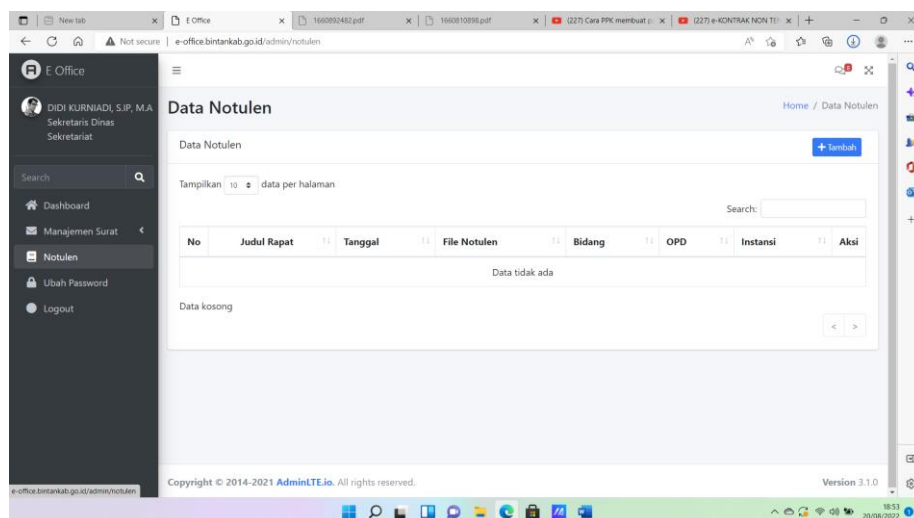 New tab
E Office
1660892482.pdf
1660810898.pdf
(227) Cara PPK membuat
(227) e-KONTRAK NON
Not secure
e-office.bintankab.go.id/admin/notulen
E Office
DIDI KURNIADI, S.IP, M.A
Sekretaris Dinas
Sekretariat
Search
Dashboard
Manajemen Surat
Notulen
Ubah Password
Logout
Data Notulen
Home / Data Notulen
Data Notulen
+ Tambah
Tampilkan 10 data per halaman
Search:
No Judul Rapat Tanggal File Notulen Bidang OPD Instansi Aksi
Data tidak ada
Data kosong
< >
Copyright © 2014-2021 AdminLTE.io. All rights reserved.
Version 3.1.0
e-office.bintankab.go.id/admin/notulen
18:53
20/08/2022